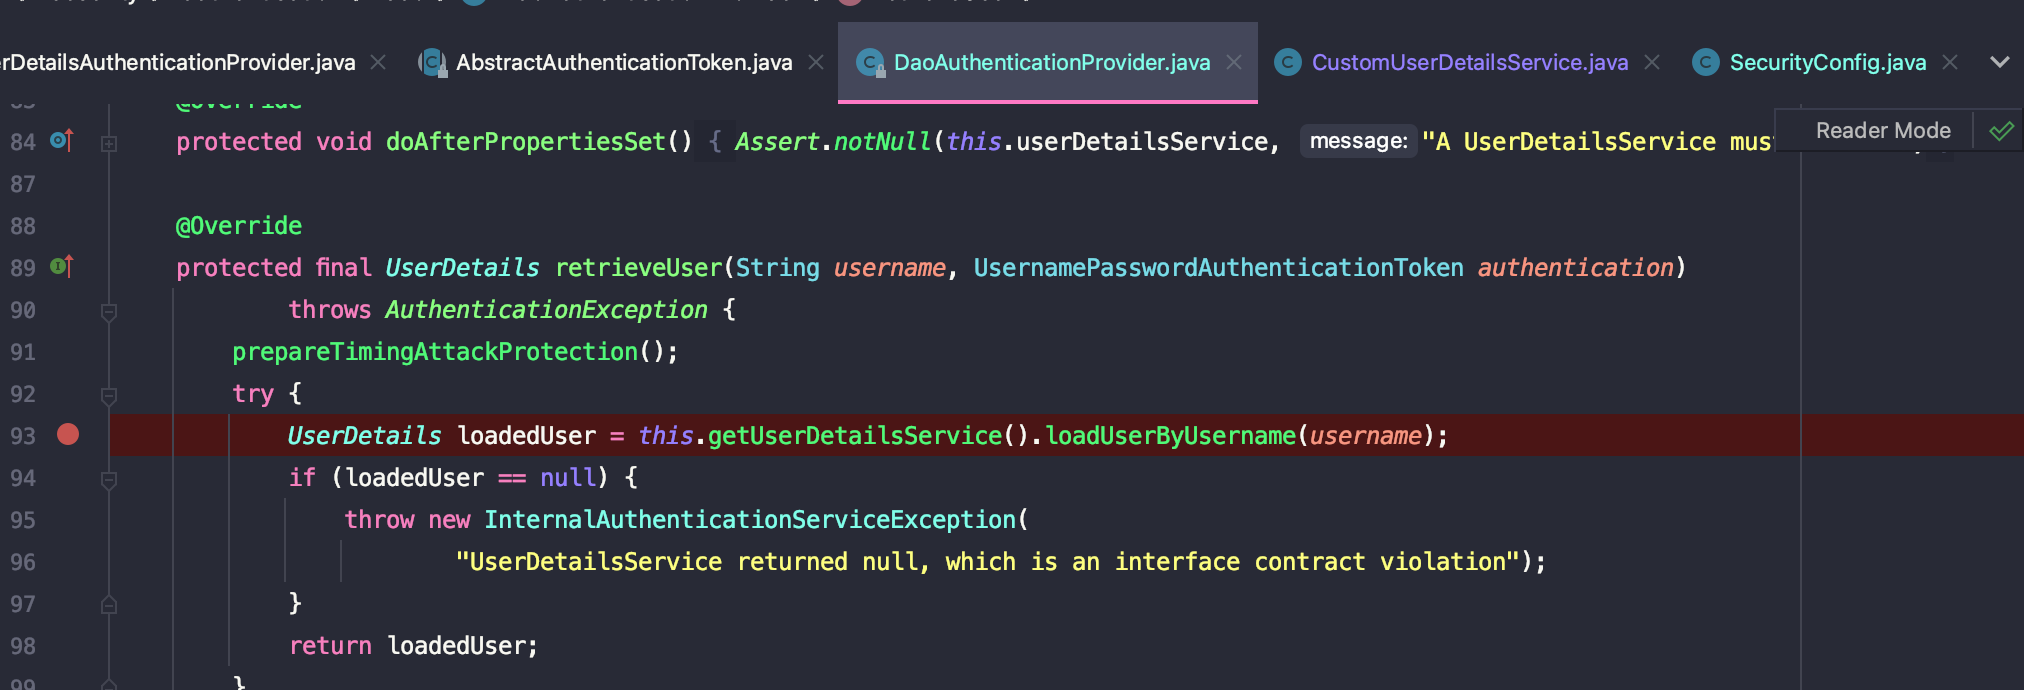 rDetailsAuthenticationProvider.java AbstractAuthenticationToken.java DaoAuthenticationProvider.java CustomUserDetailsService.java SecurityConfig.java
@Override
84 protected void doAfterPropertiesSet() { Assert.notNull(this.userDetailsService, message: "A UserDetailsService mus Reader Mode
87
88 @Override
89 protected final UserDetails retrieveUser(String username, UsernamePasswordAuthenticationToken authentication)
90 throws AuthenticationException {
91 prepareTimingAttackProtection();
92 try {
93 UserDetails loadedUser = this.getUserDetailsService().loadUserByUsername(username);
94 if (loadedUser == null) {
95 throw new InternalAuthenticationServiceException(
96 "UserDetailsService returned null, which is an interface contract violation");
97 }
98 return loadedUser;
99 }